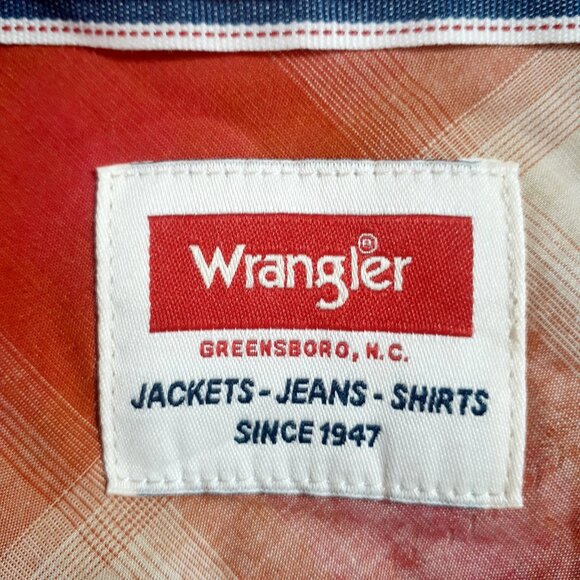 Wrangler®
GREENSBORO, N.C.
JACKETS - JEANS - SHIRTS
SINCE 1947